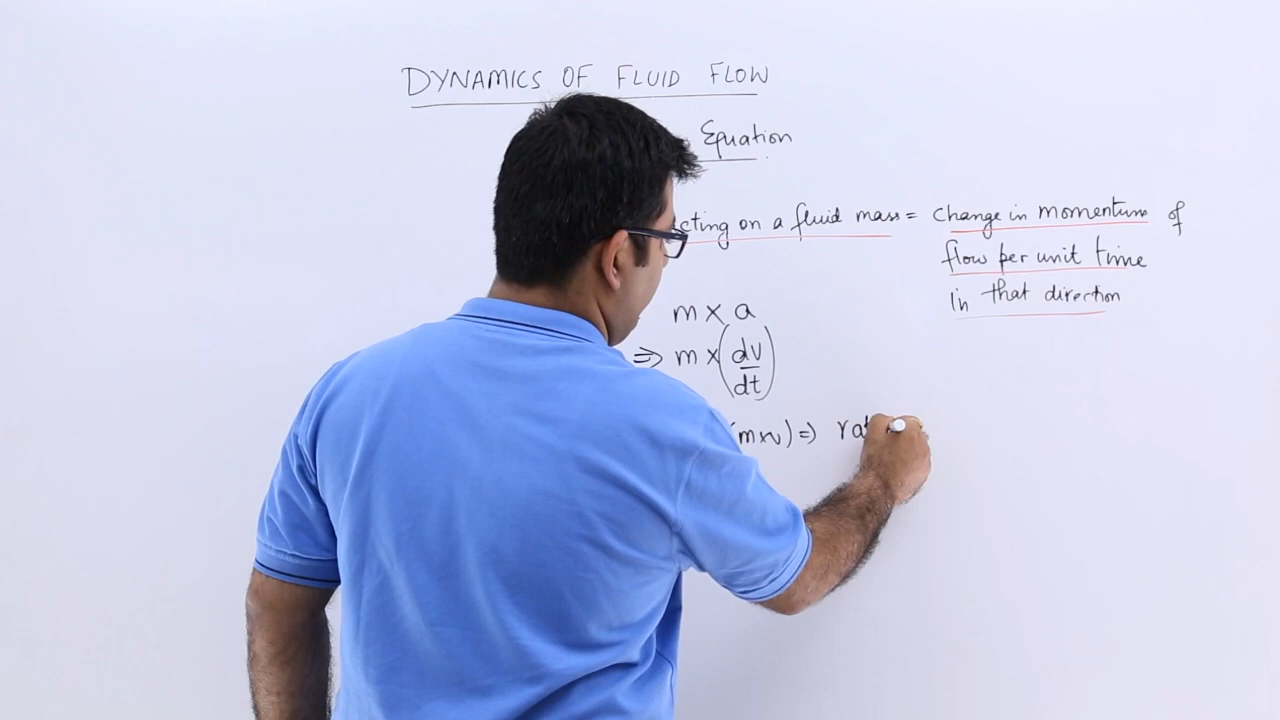 DYNAMICS OF FLUID FLOW
Equation
cting on a fluid mass = change in momentum of
flow per unit time
in that direction
m × a
⇒ m × (dv/dt)
(m×v) ⇒ rat